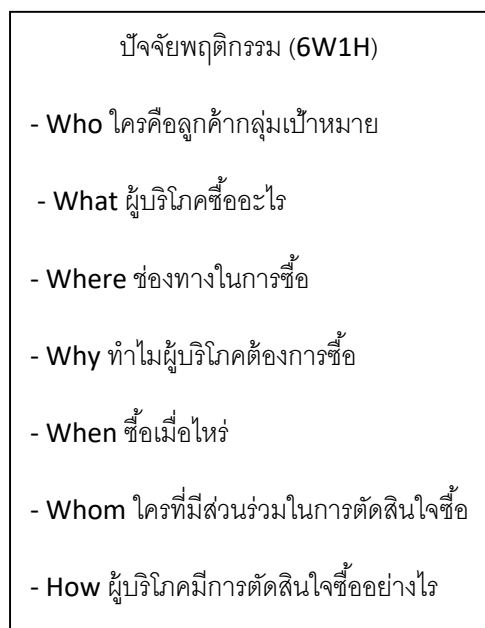 ปัจจัยพฤติกรรม (6W1H)
- Who ใครคือลูกค้ากลุ่มเป้าหมาย
- What ผู้บริโภคซื้ออะไร
- Where ช่องทางในการซื้อ
- Why ทำไมผู้บริโภคต้องการซื้อ
- When ซื้อเมื่อไหร่
- Whom ใครที่มีส่วนร่วมในการตัดสินใจซื้อ
- How ผู้บริโภคมีการตัดสินใจซื้ออย่างไร